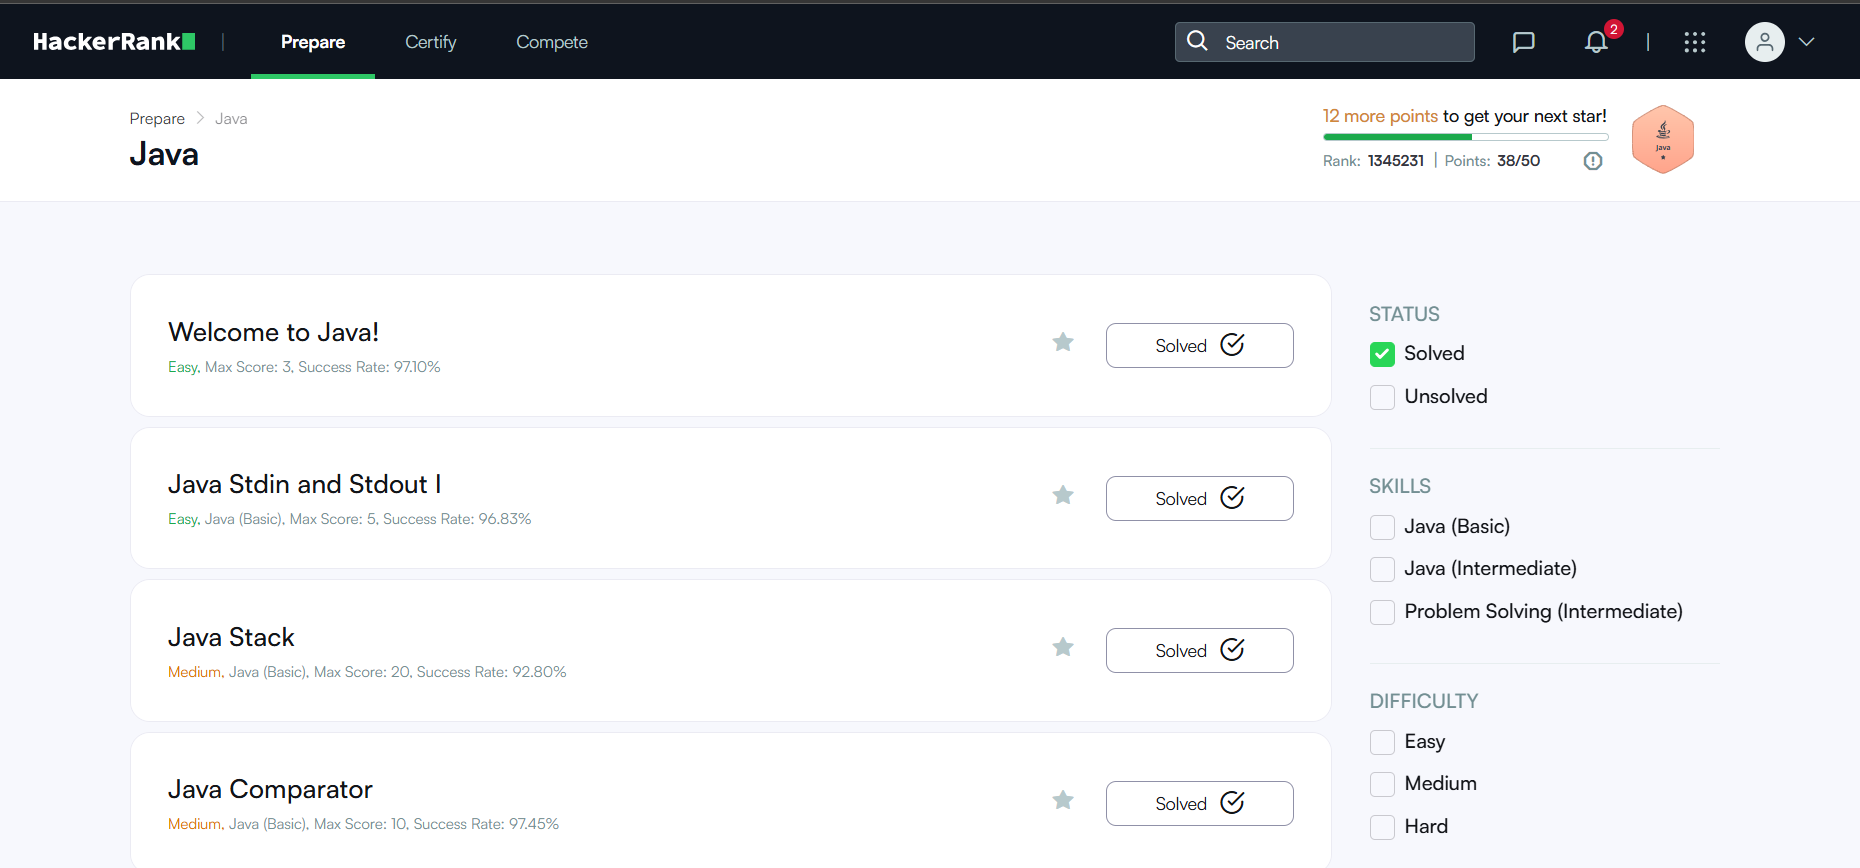 HackerRank
Prepare
Certify
Compete
Search
2
Prepare
Java
Java
12 more points to get your next star!
Rank: 1345231 | Points: 38/50
Java
Welcome to Java!
Easy, Max Score: 3, Success Rate: 97.10%
Solved
Java Stdin and Stdout I
Easy, Java (Basic), Max Score: 5, Success Rate: 96.83%
Solved
Java Stack
Medium, Java (Basic), Max Score: 20, Success Rate: 92.80%
Solved
Java Comparator
Medium, Java (Basic), Max Score: 10, Success Rate: 97.45%
Solved
STATUS
Solved
Unsolved
SKILLS
Java (Basic)
Java (Intermediate)
Problem Solving (Intermediate)
DIFFICULTY
Easy
Medium
Hard